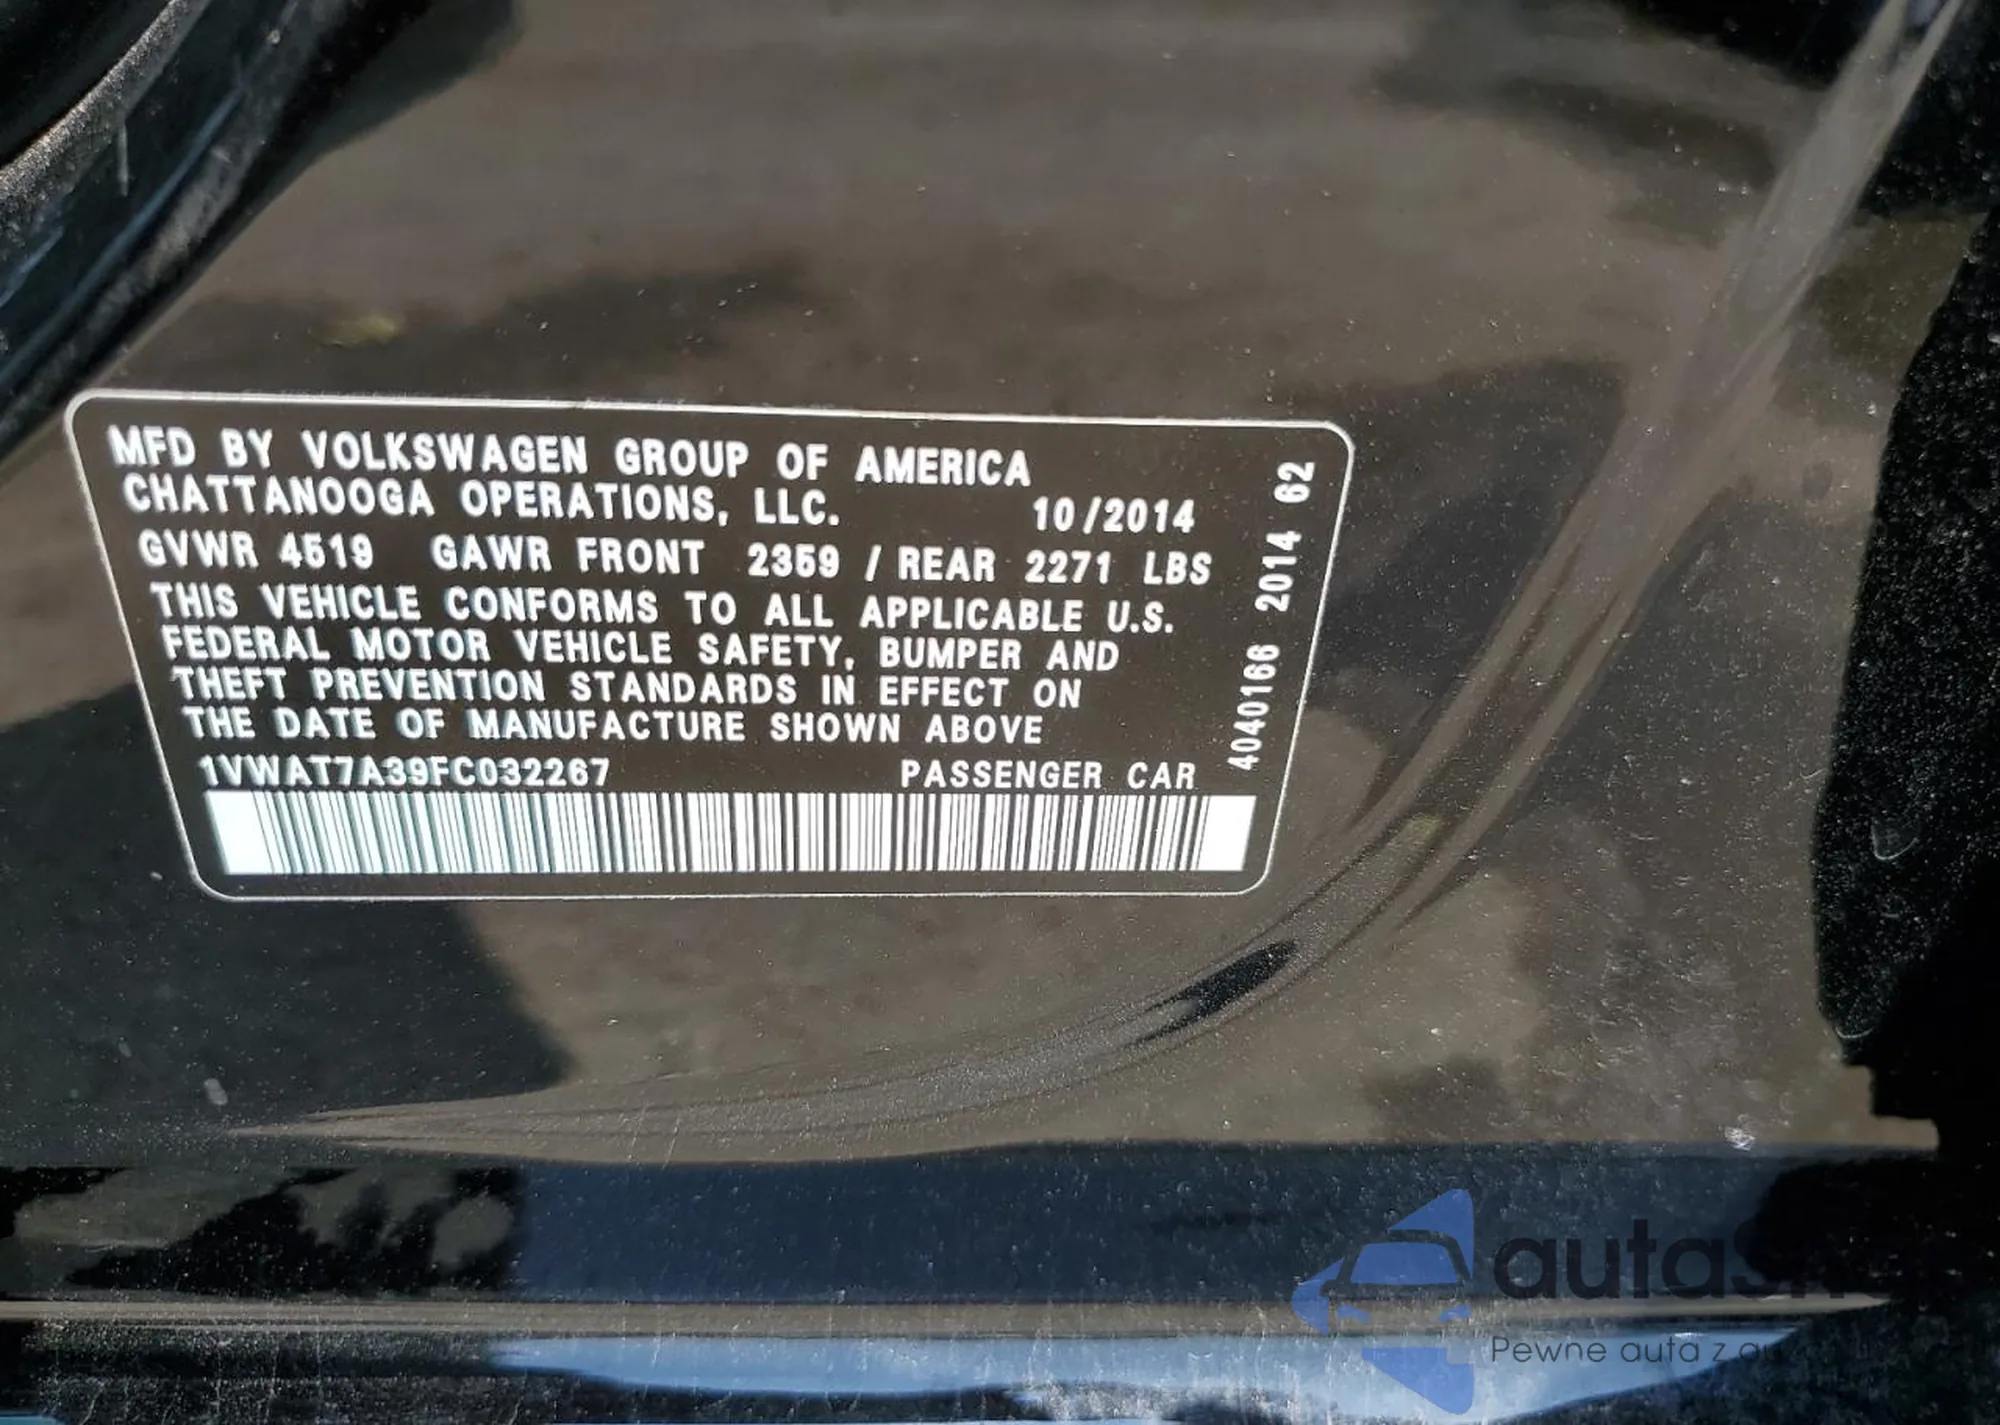 MFD BY VOLKSWAGEN GROUP OF AMERICA
CHATTANOOGA OPERATIONS, LLC. 10/2014
GVWR 4519 GAWR FRONT 2359 / REAR 2271 LBS
THIS VEHICLE CONFORMS TO ALL APPLICABLE U.S.
FEDERAL MOTOR VEHICLE SAFETY, BUMPER AND
THEFT PREVENTION STANDARDS IN EFFECT ON
THE DATE OF MANUFACTURE SHOWN ABOVE
1VWAT7A39FC032267 PASSENGER CAR
4040166 2014 62
Pewne auta z